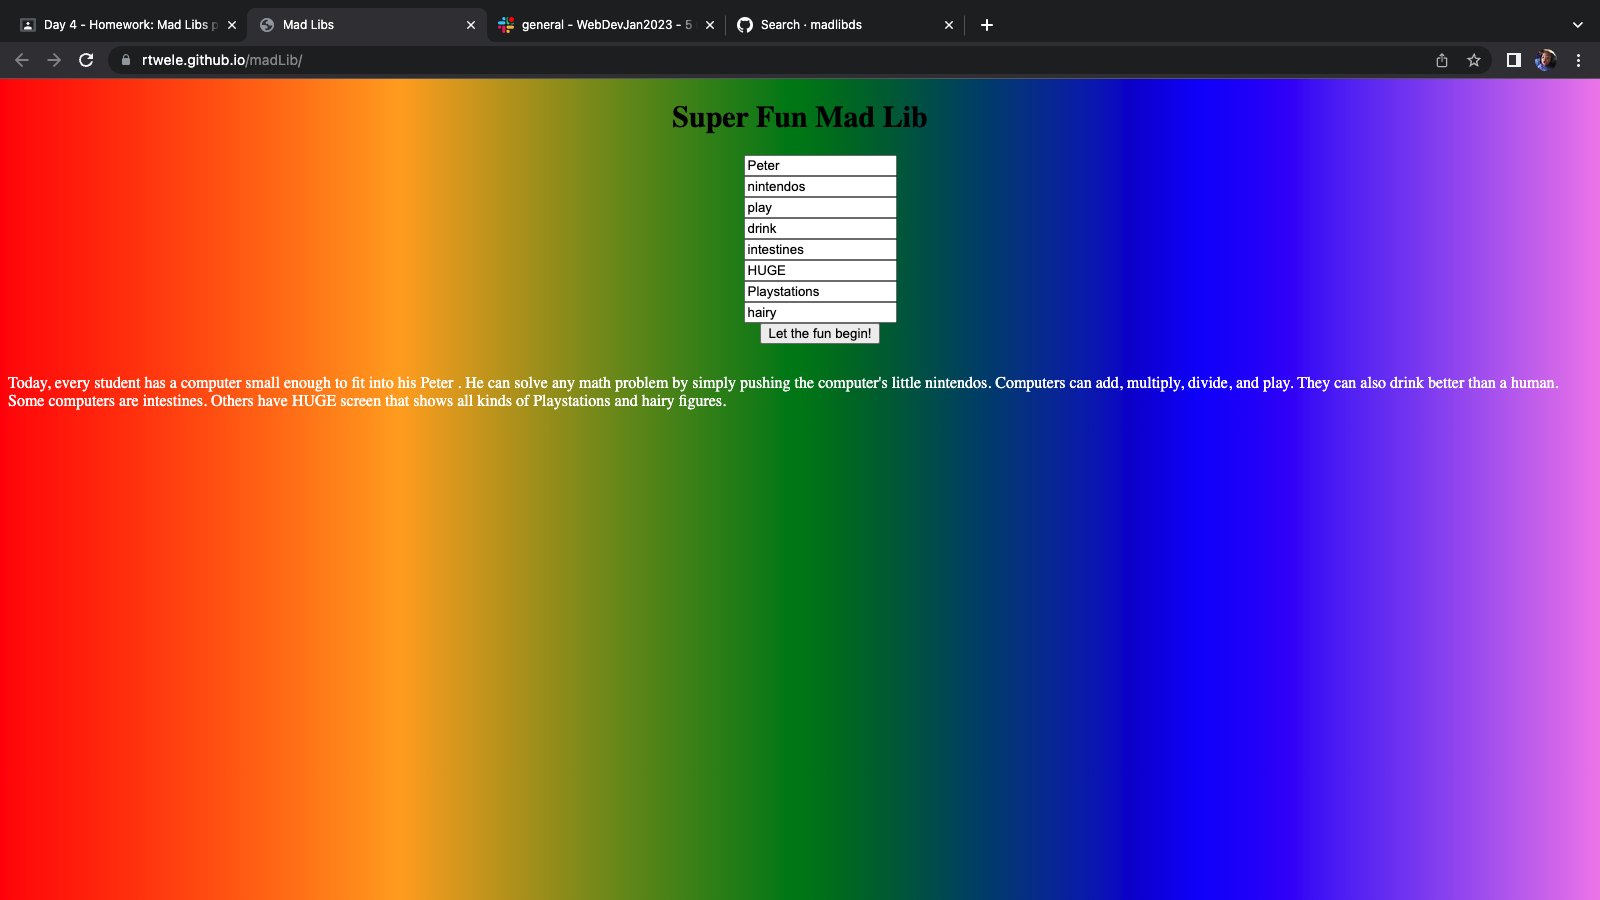 Day 4 - Homework: Mad Libs p
Mad Libs
general - WebDevJan2023 - 5
Search · madlibds
rtwele.github.io/madLib/
Super Fun Mad Lib
Peter
nintendos
play
drink
intestines
HUGE
Playstations
hairy
Let the fun begin!
Today, every student has a computer small enough to fit into his Peter . He can solve any math problem by simply pushing the computer's little nintendos. Computers can add, multiply, divide, and play. They can also drink better than a human.
Some computers are intestines. Others have HUGE screen that shows all kinds of Playstations and hairy figures.